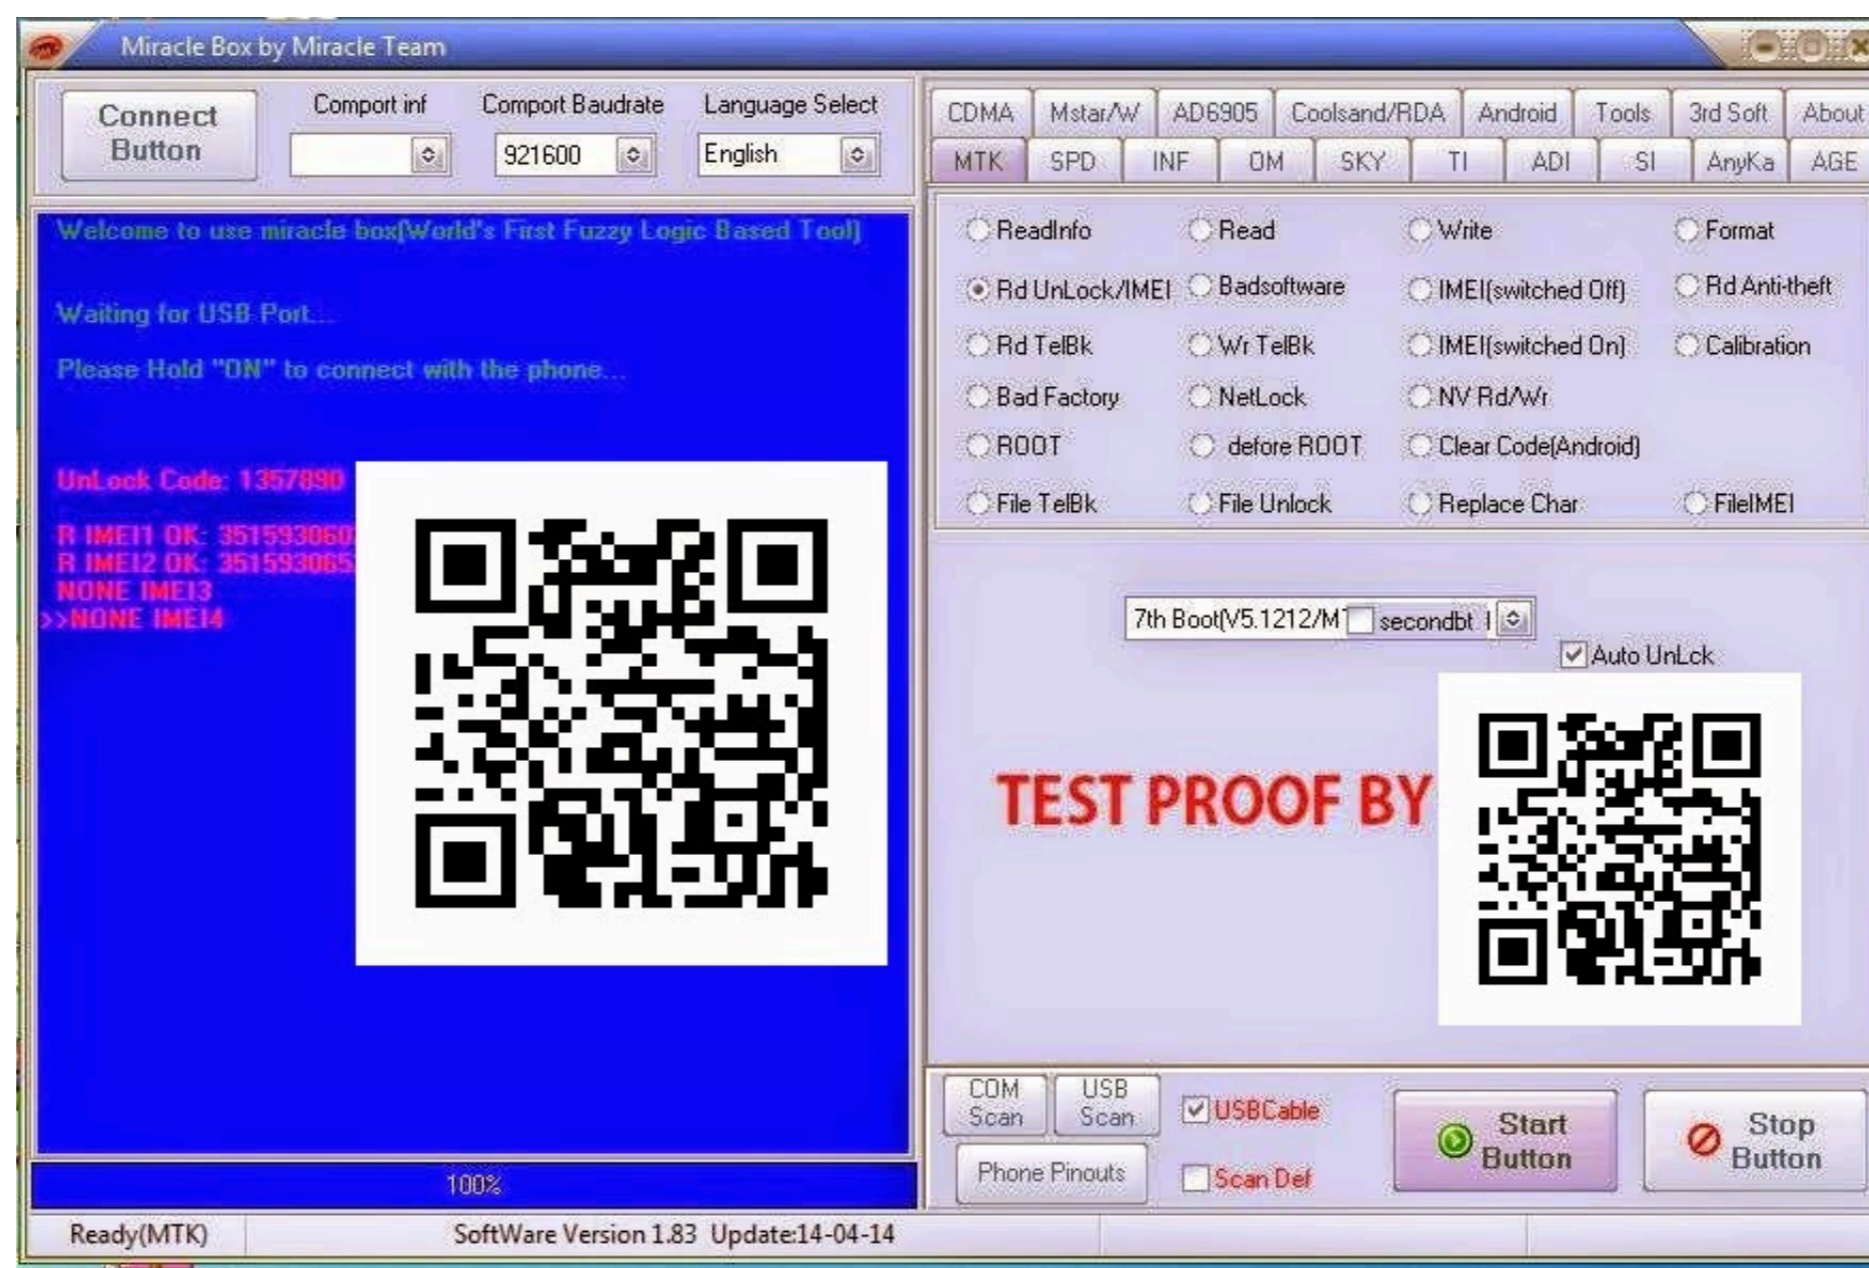 Miracle Box by Miracle Team
Connect Button
Comport inf
Comport Baudrate
921600
Language Select
English
Welcome to use miracle box(World's First Fuzzy Logic Based Tool)
Waiting for USB Port...
Please Hold "ON" to connect with the phone...
UnLock Code: 1357890
R IMEI1 OK:
R IMEI2 OK:
NONE IMEI3
>>NONE IMEI4
100%
CDMA Mstar/W AD6905 Coolsand/RDA Android Tools 3rd Soft About
MTK SPD INF OM SKY TI ADI SI AnyKa AGE
ReadInfo Read Write Format
Rd UnLock/IMEI Badsoftware IMEI(switched Off) Rd Anti-theft
Rd TelBk Wr TelBk IMEI(switched On) Calibration
Bad Factory NetLock NV Rd/Wr
ROOT defore ROOT Clear Code(Android)
File TelBk File Unlock Replace Char FileIMEI
7th Boot(V5.1212/M secondbt
Auto UnLck
TEST PROOF BY
COM Scan
USB Scan
USBCable
Phone Pinouts
Scan Def
Start Button
Stop Button
Ready(MTK)
SoftWare Version 1.83 Update:14-04-14